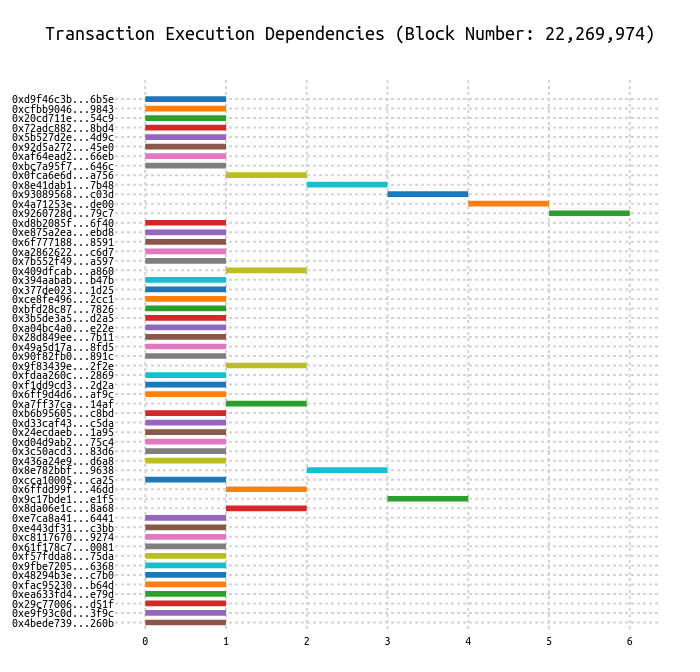 Transaction Execution Dependencies (Block Number: 22,269,974)
0xd9f46c3b...6b5e
0xcfbb9046...9843
0x20cd711e...54c9
0x72adc882...8bd4
0x5b527d2e...4d9c
0x92d5a272...45e0
0xaf64ead2...66eb
0xbc7a95f7...646c
0x0fca6e6d...a756
0x8e41dab1...7b48
0x93089568...c03d
0x4a71253e...de00
0x9260728d...79c7
0xd8b2085f...6f40
0xe875a2ea...ebd8
0x6f777188...8591
0xa2862622...c6d7
0x7b552f49...a597
0x409dfcab...a860
0x394aabab...b47b
0x377de023...1d25
0xce8fe496...2cc1
0xbfd28c87...7826
0x3b5de3a5...d2a5
0xa04bc4a0...e22e
0x28d849ee...7b11
0x49a5d17a...8fd5
0x90f82fb0...891c
0x9f83439e...2f2e
0xfdaa260c...2869
0xf1dd9cd3...2d2a
0x6ff9d4d6...af9c
0xa7ff37ca...14af
0xb6b95605...c8bd
0xd33caf43...c5da
0x24ecdaeb...1a95
0xd04d9ab2...75c4
0x3c50acd3...83d6
0x436a24e9...d6a8
0x8e782bbf...9638
0xcca10005...ca25
0x6ffdd99f...46dd
0x9c17bde1...e1f5
0x8da06e1c...8a68
0xe7ca8a41...6441
0xe443df31...c3bb
0xc8117670...9274
0x61f178c7...0081
0xf57fdda8...75da
0x9fbe7205...6368
0x48294b3e...c7b0
0xfac95230...b64d
0xea633fd4...e79d
0x29c77006...d51f
0xe9f93c0d...3f9c
0x4bede739...260b
0 1 2 3 4 5 6